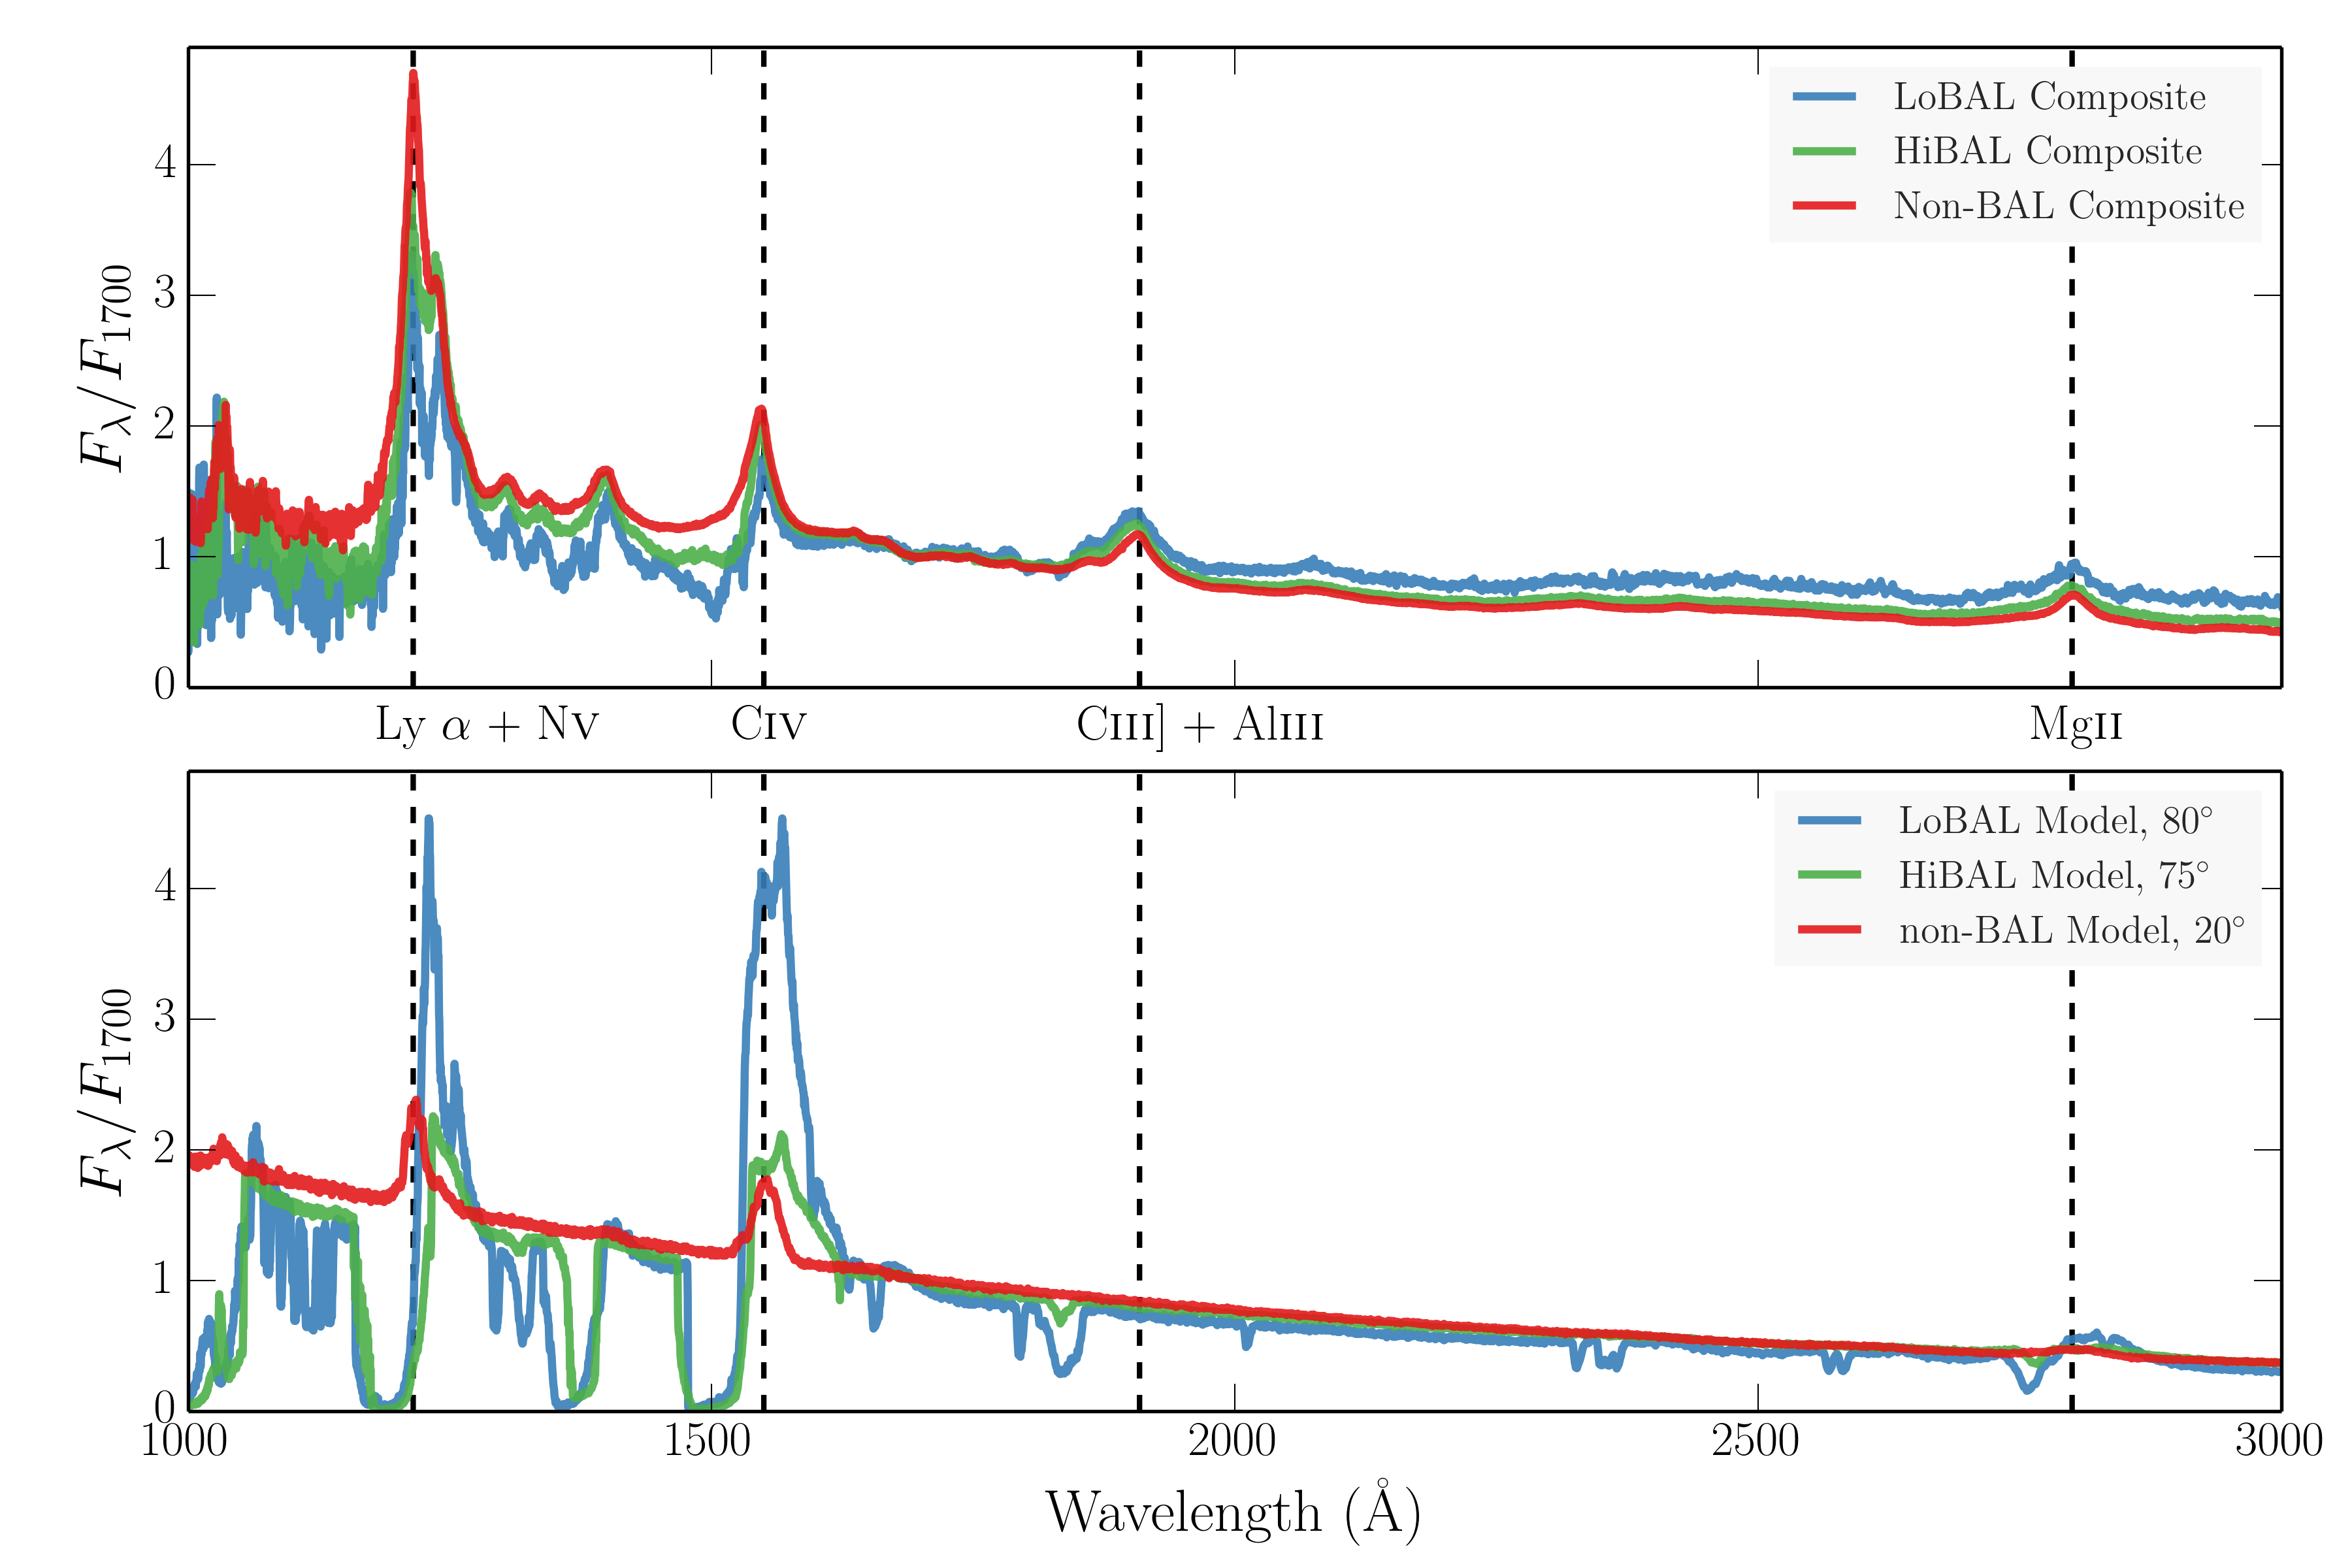 LoBAL Composite
HiBAL Composite
Non-BAL Composite
4
3
2
1
0
F_λ/F_1700
Ly α + NV CIV CIII] + AlIII MgII
LoBAL Model, 80°
HiBAL Model, 75°
non-BAL Model, 20°
4
3
2
1
0
F_λ/F_1700
1000 1500 2000 2500 3000
Wavelength (Å)